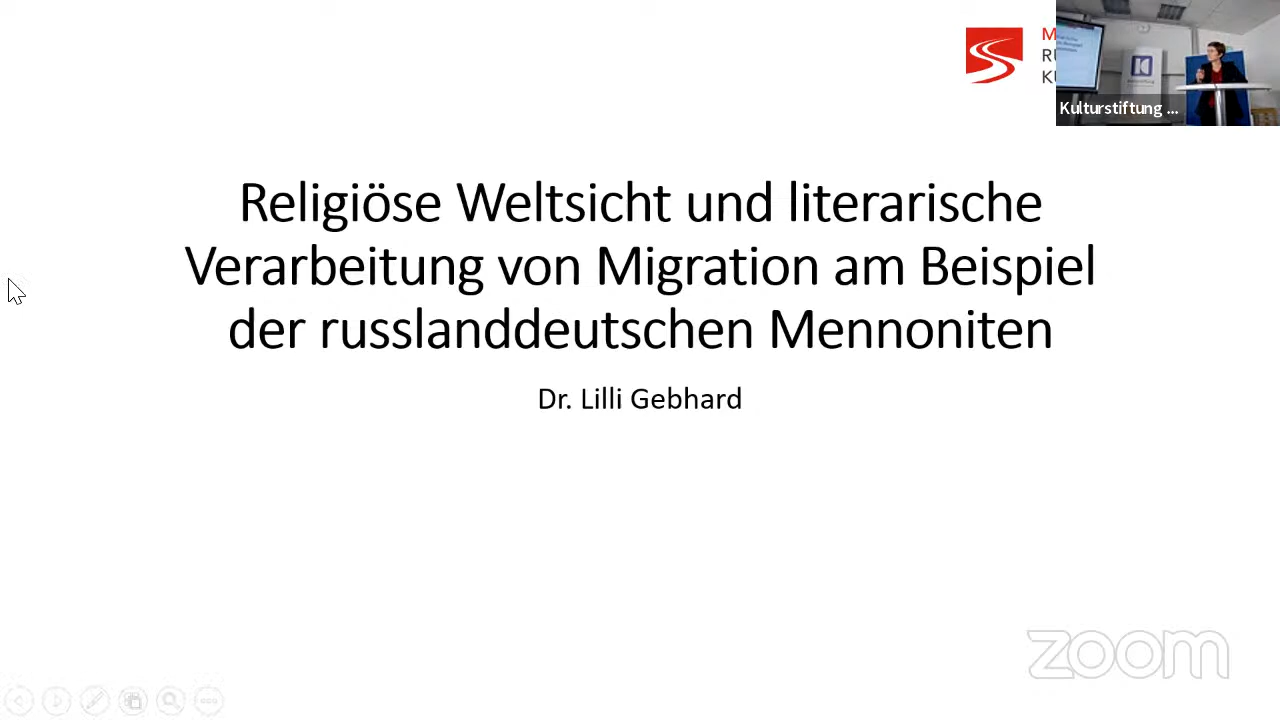 Kulturstiftung ...
Religiöse Weltsicht und literarische
Verarbeitung von Migration am Beispiel
der russlanddeutschen Mennoniten
Dr. Lilli Gebhard
zoom